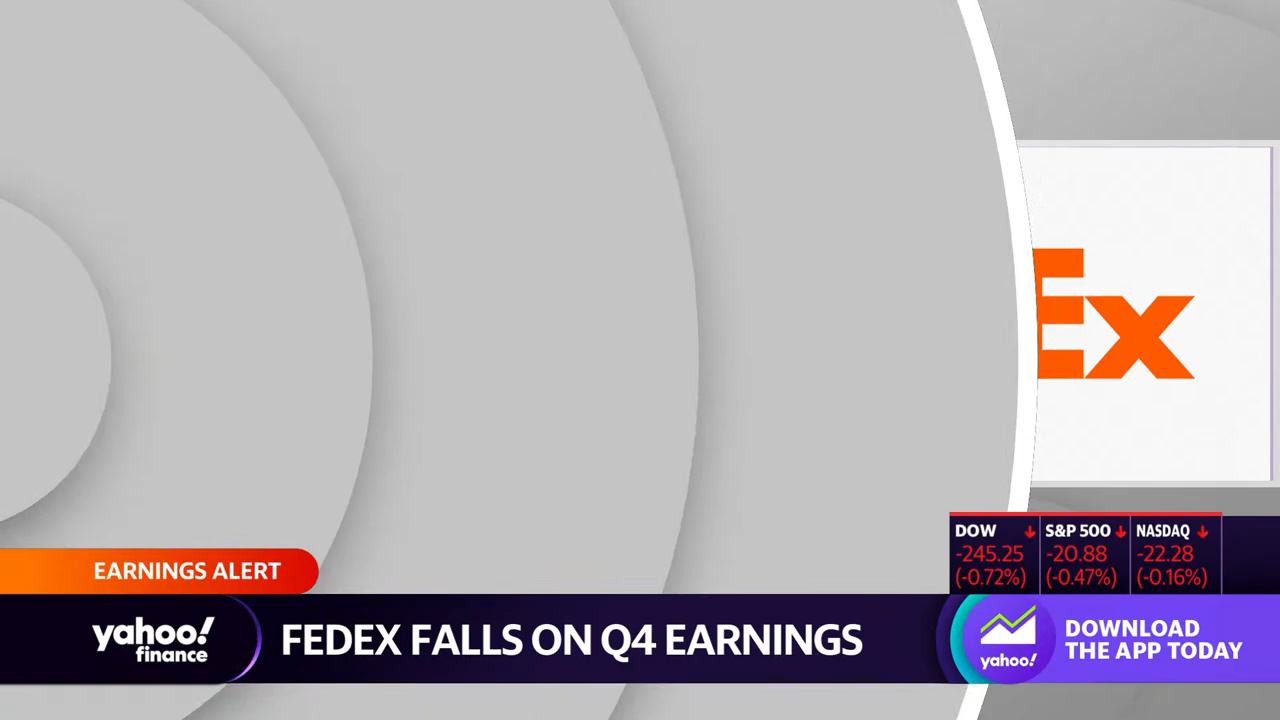 Ex
EARNINGS ALERT
DOW
-245.25
(-0.72%)
S&P 500
-20.88
(-0.47%)
NASDAQ
-22.28
(-0.16%)
yahoo!
finance
FEDEX FALLS ON Q4 EARNINGS
yahoo!
DOWNLOAD
THE APP TODAY